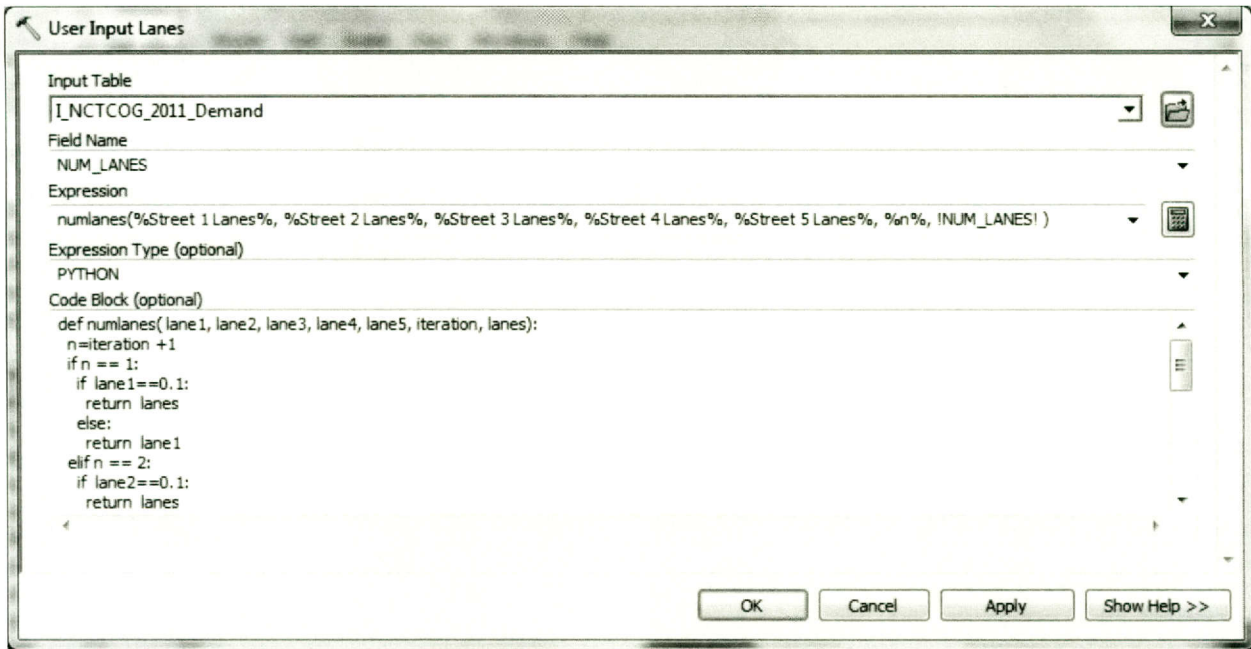 User Input Lanes
Input Table
I_NCTCOG_2011_Demand
Field Name
NUM_LANES
Expression
numlanes(%Street 1 Lanes%, %Street 2 Lanes%, %Street 3 Lanes%, %Street 4 Lanes%, %Street 5 Lanes%, %n%, !NUM_LANES! )
Expression Type (optional)
PYTHON
Code Block (optional)
def numlanes( lane1, lane2, lane3, lane4, lane5, iteration, lanes):
n=iteration +1
if n == 1:
if lane1==0.1:
return lanes
else:
return lane1
elif n == 2:
if lane2==0.1:
return lanes
OK Cancel Apply Show Help >>